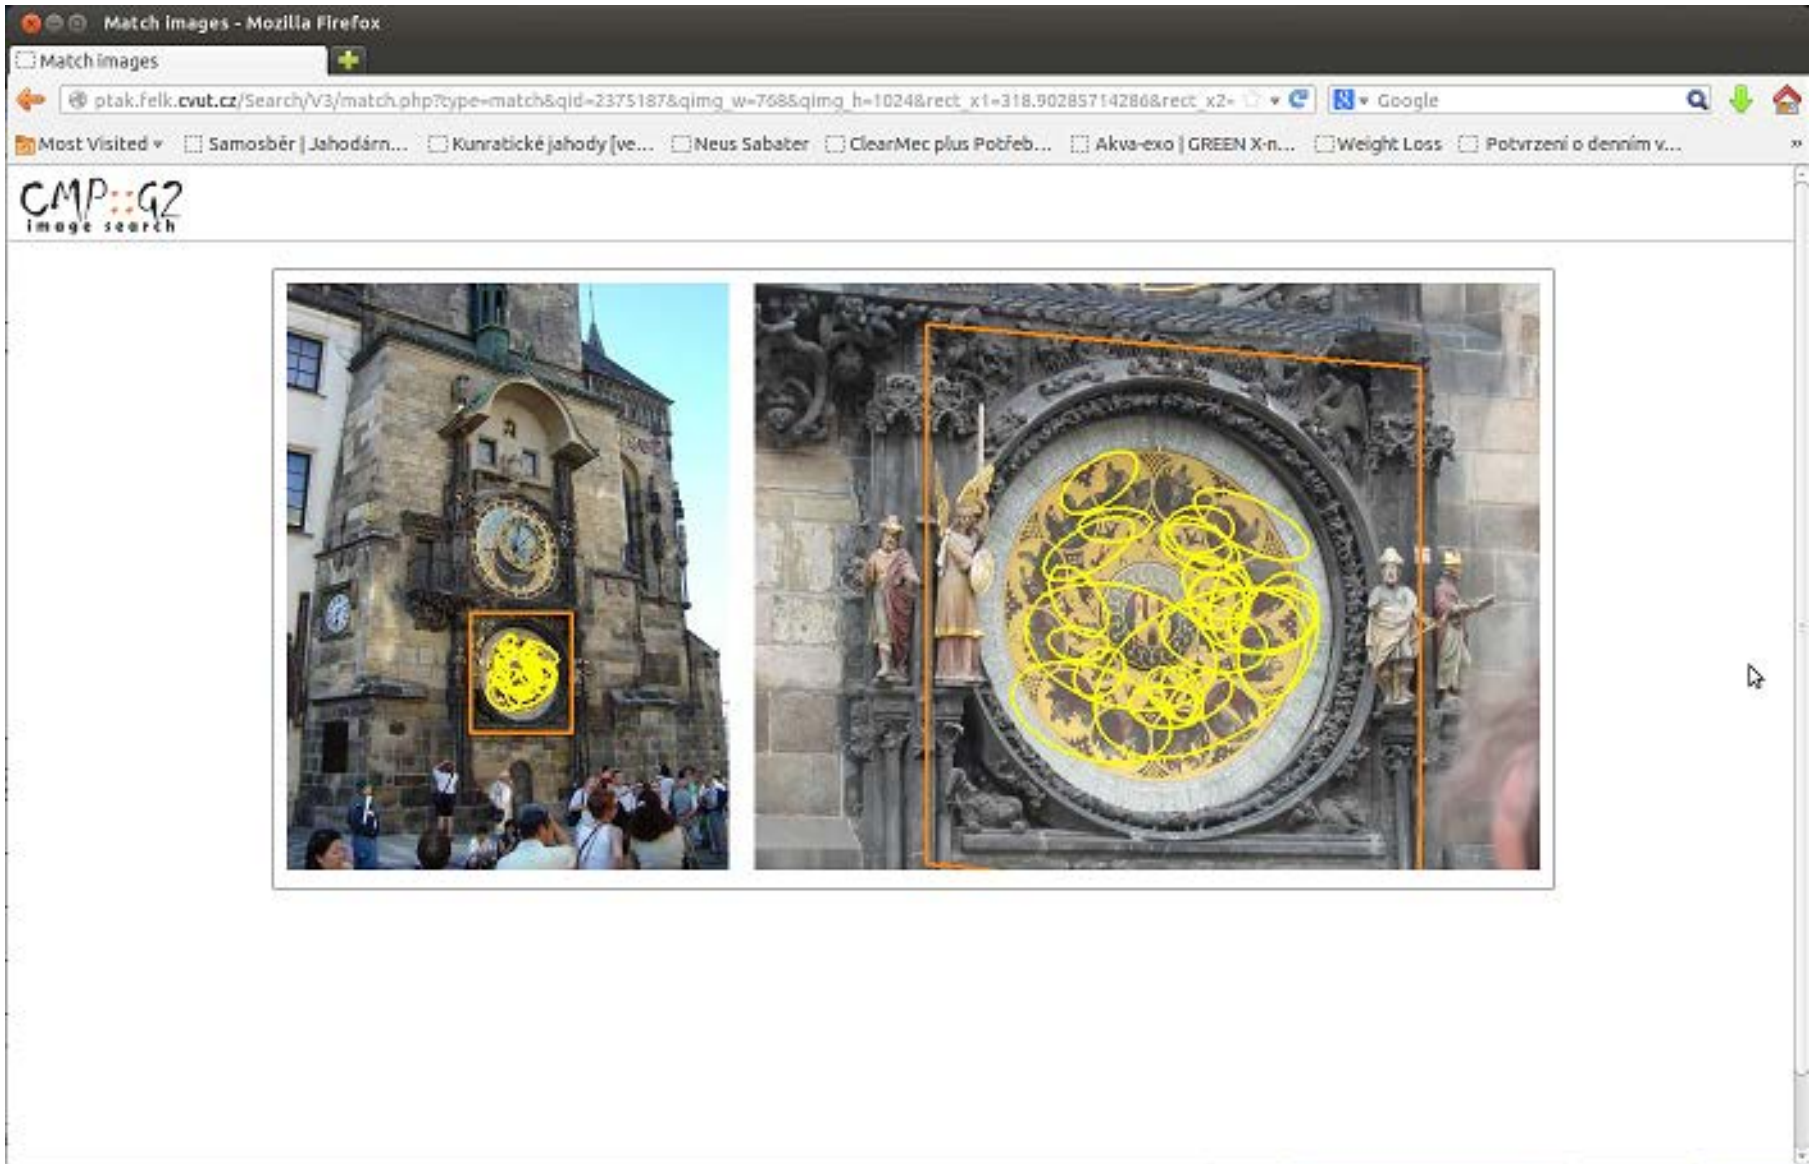 Match images - Mozilla Firefox
Match images
ptak.felk.cvut.cz/Search/V3/match.php?type=match&qid=2375187&qimg_w=768&qimg_h=1024&rect_x1=318.90285714286&rect_x2=
Google
Most Visited
Samosběr | Jahodárn...
Kunratické jahody [ve...
Neus Sabater
ClearMec plus Potřeb...
Akva-exo | GREEN X-n...
Weight Loss
Potvrzení o denním v...
»
CMP::G2
image search